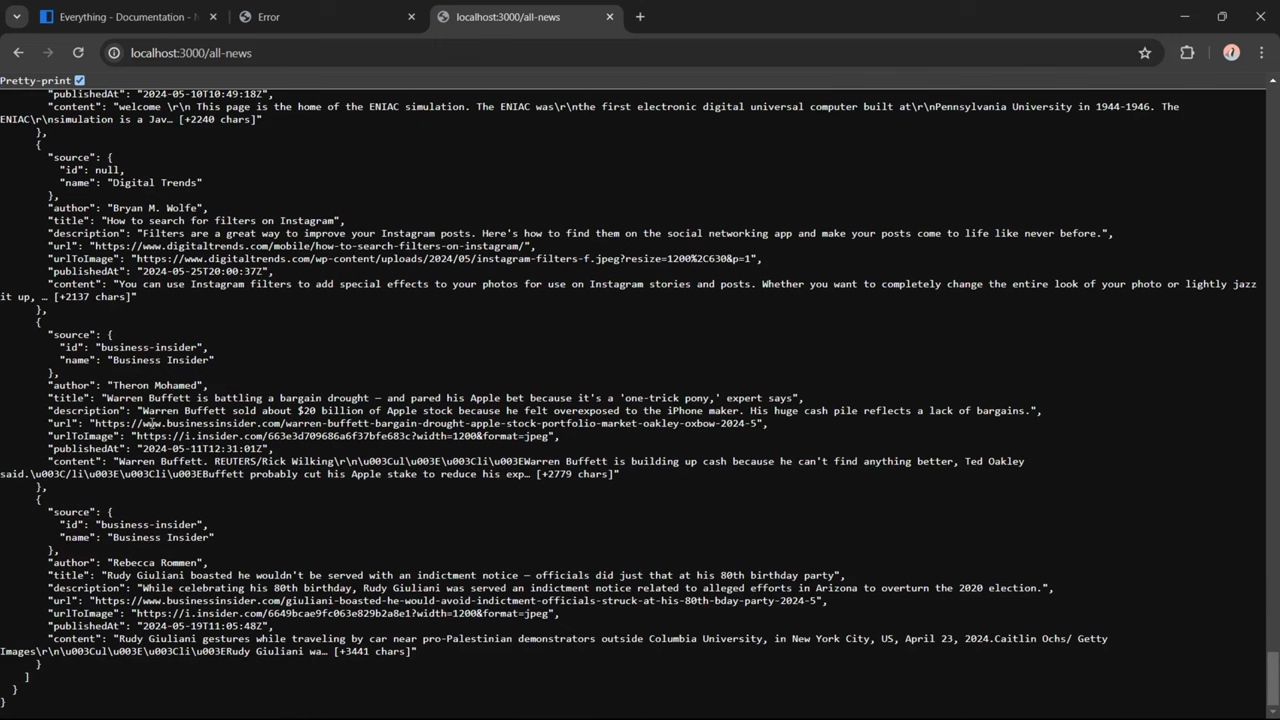 Everything - Documentation - N
Error
localhost:3000/all-news
localhost:3000/all-news
Pretty-print
"publishedAt": "2024-05-10T10:49:18Z",
"content": "welcome \r\n This page is the home of the ENIAC simulation. The ENIAC was\r\nthe first electronic digital universal computer built at\r\nPennsylvania University in 1944-1946. The
ENIAC\r\nsimulation is a Jav… [+2240 chars]"
},
{
"source": {
"id": null,
"name": "Digital Trends"
},
"author": "Bryan M. Wolfe",
"title": "How to search for filters on Instagram",
"description": "Filters are a great way to improve your Instagram posts. Here's how to find them on the social networking app and make your posts come to life like never before.",
"url": "https://www.digitaltrends.com/mobile/how-to-search-filters-on-instagram/",
"urlToImage": "https://www.digitaltrends.com/wp-content/uploads/2024/05/instagram-filters-f.jpeg?resize=1200%2C630&p=1",
"publishedAt": "2024-05-25T20:00:37Z",
"content": "You can use Instagram filters to add special effects to your photos for use on Instagram stories and posts. Whether you want to completely change the entire look of your photo or lightly jazz
it up, … [+2137 chars]"
},
{
"source": {
"id": "business-insider",
"name": "Business Insider"
},
"author": "Theron Mohamed",
"title": "Warren Buffett is battling a bargain drought — and pared his Apple bet because it's a 'one-trick pony,' expert says",
"description": "Warren Buffett sold about $20 billion of Apple stock because he felt overexposed to the iPhone maker. His huge cash pile reflects a lack of bargains.",
"url": "https://www.businessinsider.com/warren-buffett-bargain-drought-apple-stock-portfolio-market-oakley-oxbow-2024-5",
"urlToImage": "https://i.insider.com/663e3d709686a6f37bfe683c?width=1200&format=jpeg",
"publishedAt": "2024-05-11T12:31:01Z",
"content": "Warren Buffett. REUTERS/Rick Wilking\r\n\u003Cul\u003E\u003Cli\u003EWarren Buffett is building up cash because he can't find anything better, Ted Oakley
said.\u003C/li\u003E\u003Cli\u003EBuffett probably cut his Apple stake to reduce his exp… [+2779 chars]"
},
{
"source": {
"id": "business-insider",
"name": "Business Insider"
},
"author": "Rebecca Rommen",
"title": "Rudy Giuliani boasted he wouldn't be served with an indictment notice — officials did just that at his 80th birthday party",
"description": "While celebrating his 80th birthday, Rudy Giuliani was served an indictment notice related to alleged efforts in Arizona to overturn the 2020 election.",
"url": "https://www.businessinsider.com/giuliani-boasted-he-would-avoid-indictment-officials-struck-at-his-80th-bday-party-2024-5",
"urlToImage": "https://i.insider.com/6649bcae9fc063e829b2a8e1?width=1200&format=jpeg",
"publishedAt": "2024-05-19T11:05:48Z",
"content": "Rudy Giuliani gestures while traveling by car near pro-Palestinian demonstrators outside Columbia University, in New York City, US, April 23, 2024.Caitlin Ochs/ Getty
Images\r\n\u003Cul\u003E\u003Cli\u003ERudy Giuliani wa… [+3441 chars]"
}
]
}
}